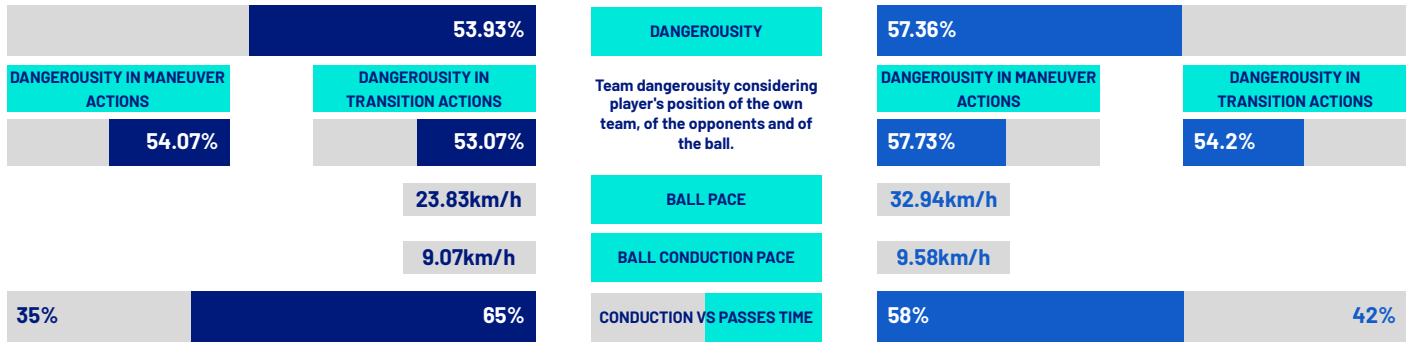 53.93%
DANGEROUSITY
57.36%
DANGEROUSITY IN MANEUVER
ACTIONS
DANGEROUSITY IN
TRANSITION ACTIONS
Team dangerousity considering
player's position of the own
team, of the opponents and of
the ball.
DANGEROUSITY IN MANEUVER
ACTIONS
DANGEROUSITY IN
TRANSITION ACTIONS
54.07%
53.07%
57.73%
54.2%
23.83km/h
BALL PACE
32.94km/h
9.07km/h
BALL CONDUCTION PACE
9.58km/h
35%
65%
CONDUCTION VS PASSES TIME
58%
42%